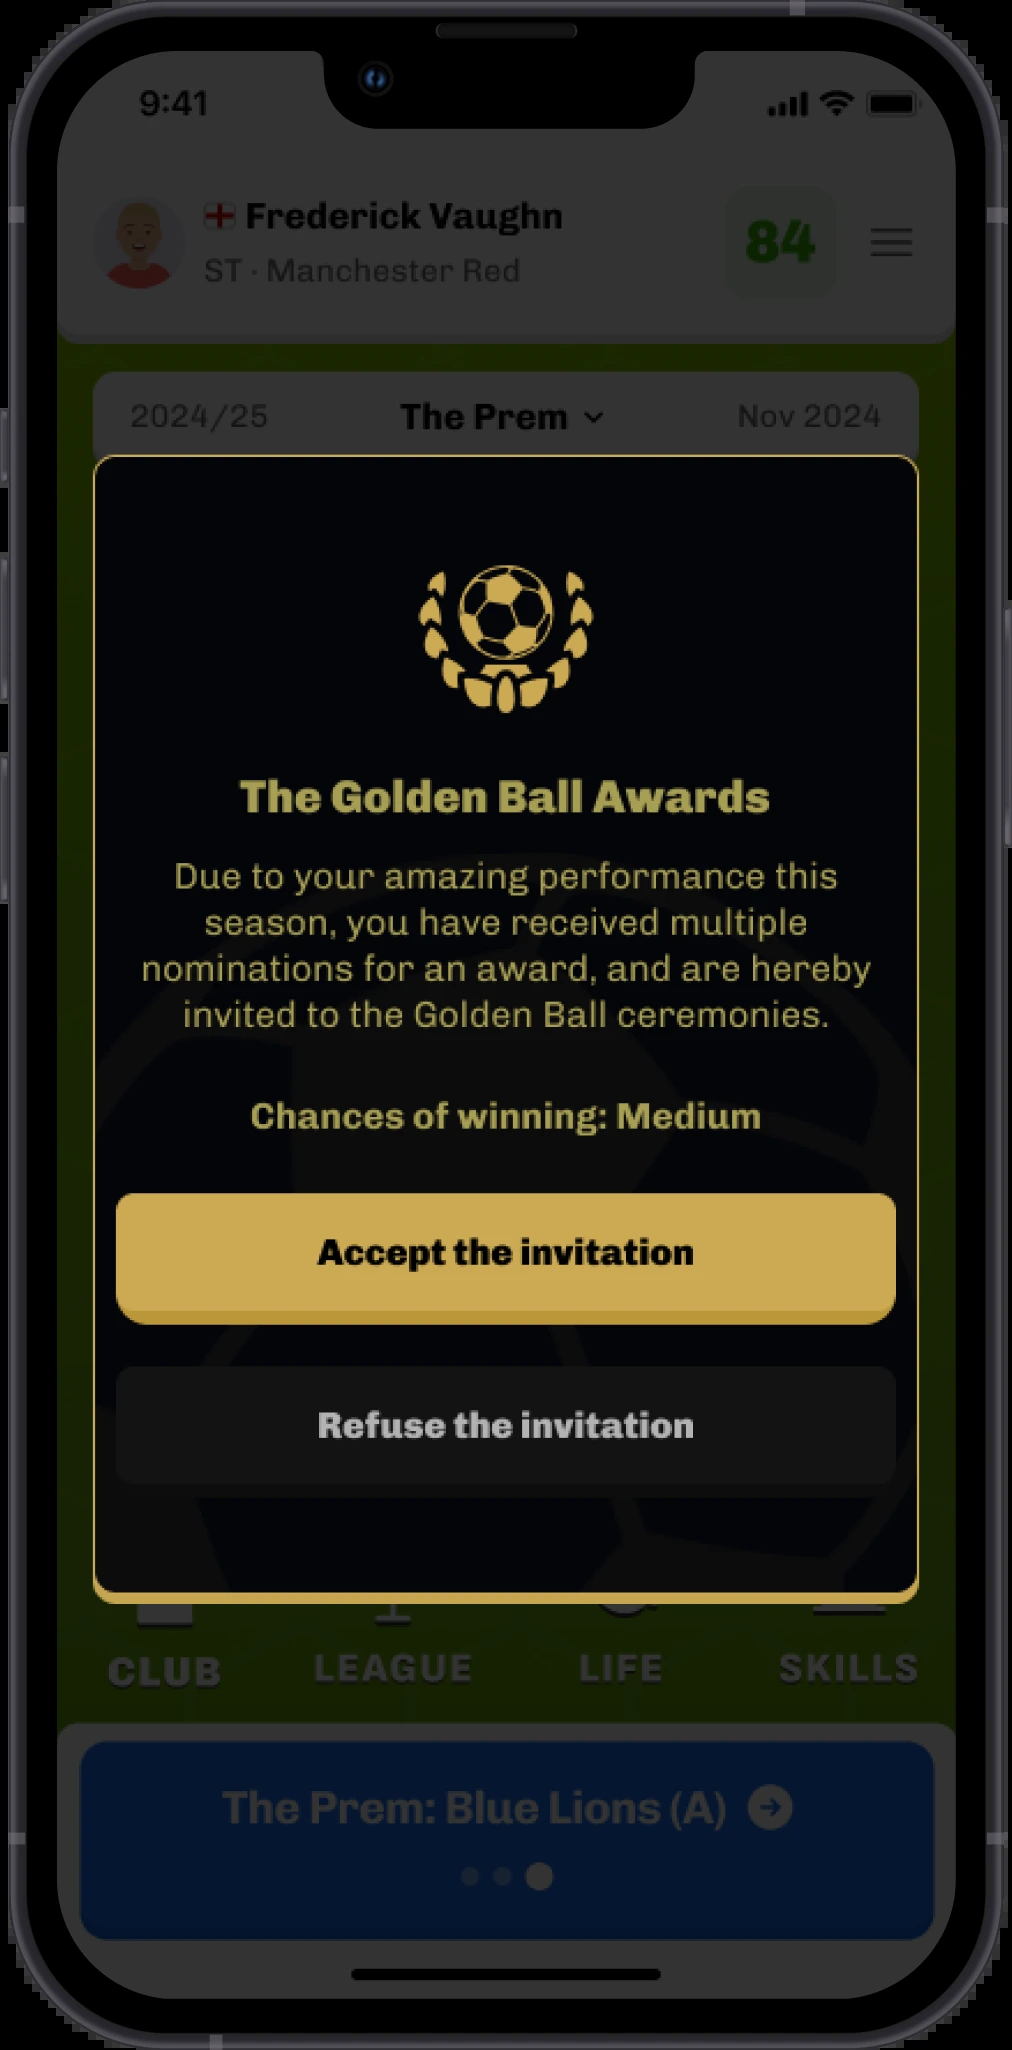 9:41
Frederick Vaughn
ST · Manchester Red
84
2024/25
The Prem
Nov 2024
The Golden Ball Awards
Due to your amazing performance this
season, you have received multiple
nominations for an award, and are hereby
invited to the Golden Ball ceremonies.
Chances of winning: Medium
Accept the invitation
Refuse the invitation
CLUB
LEAGUE
LIFE
SKILLS
The Prem: Blue Lions (A)